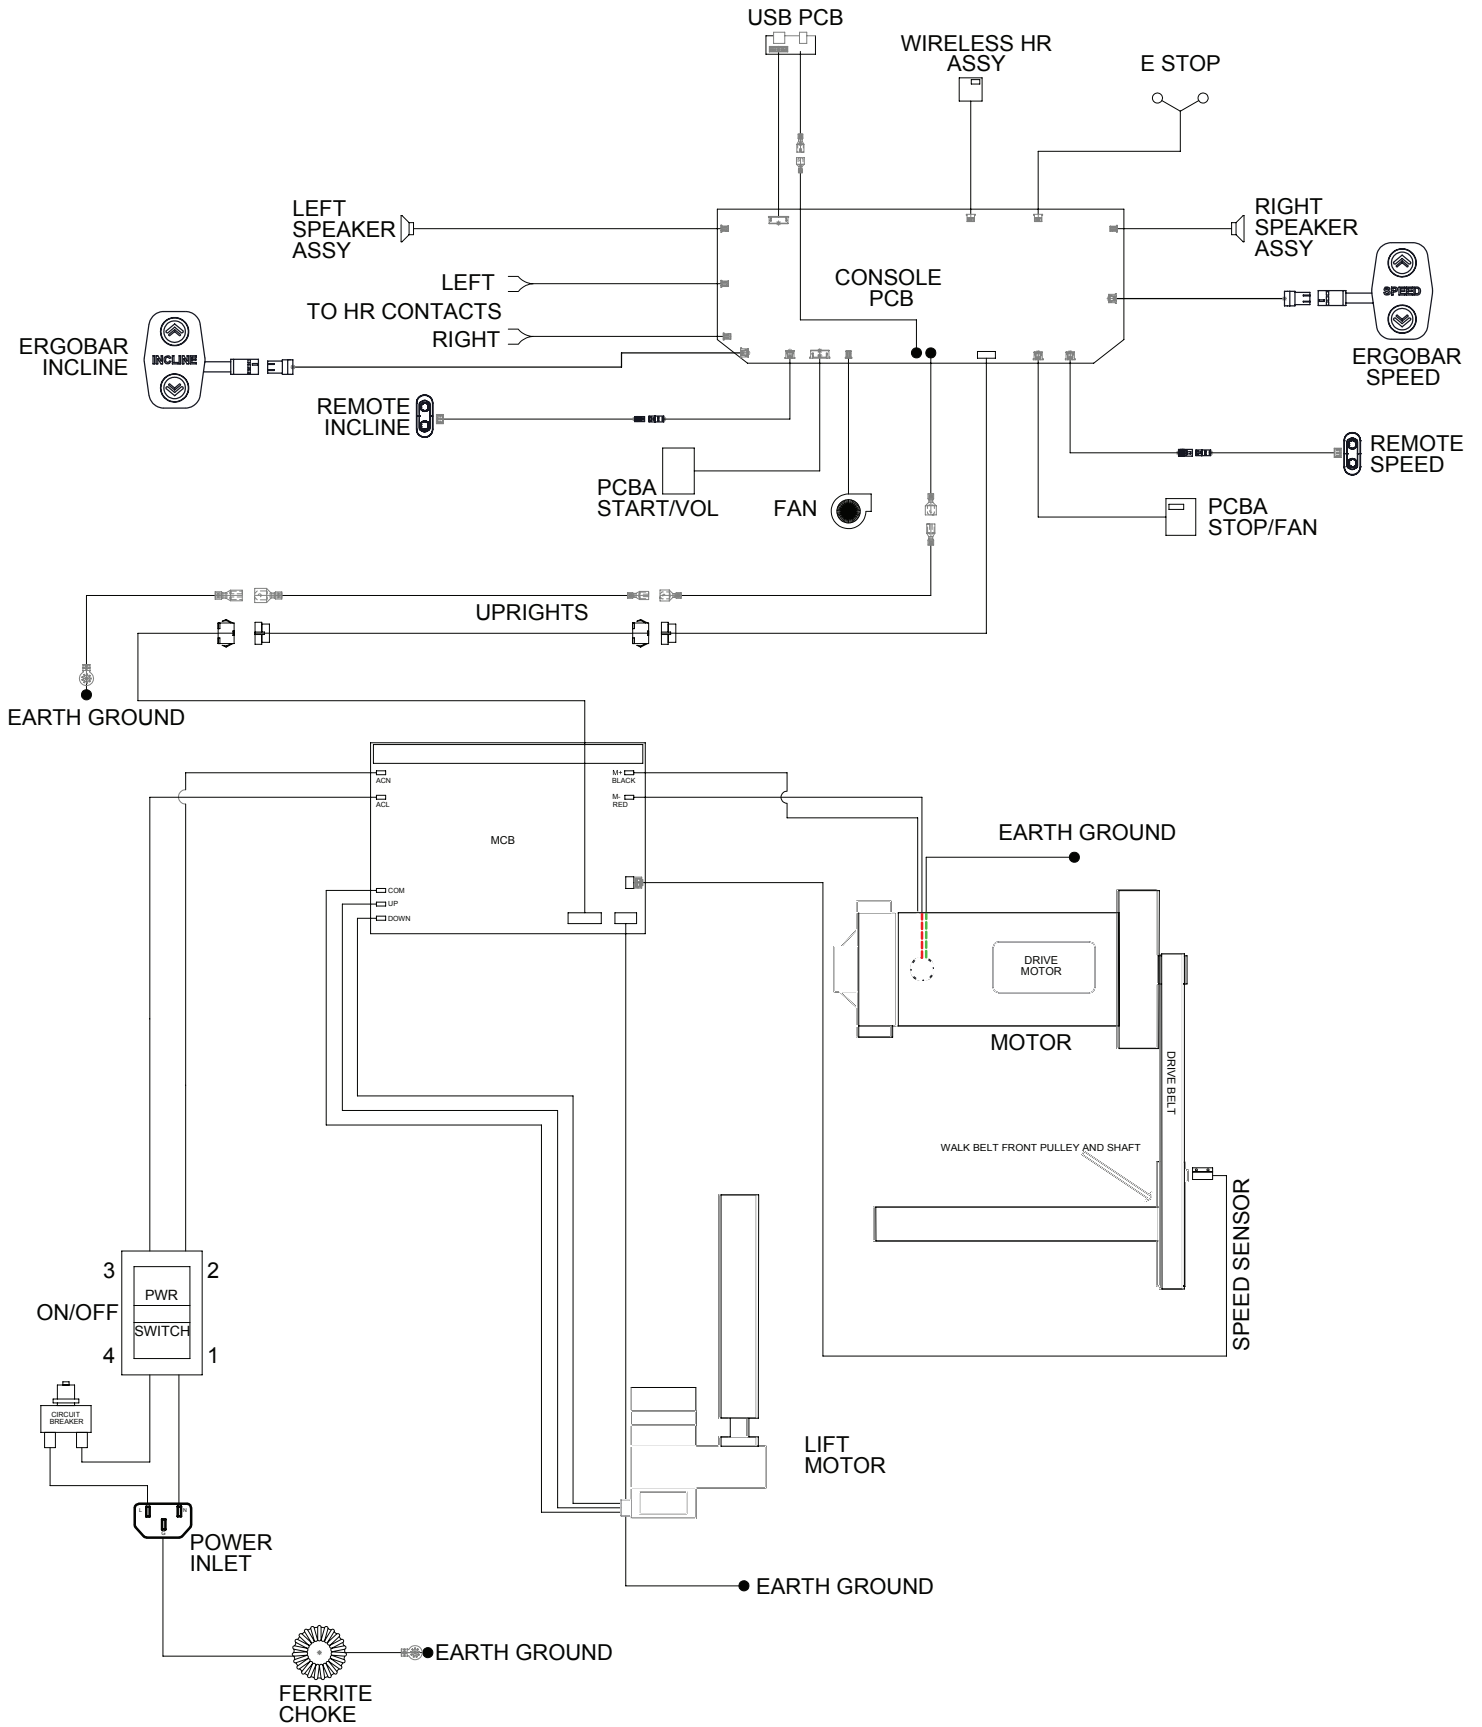 USB PCB
WIRELESS HR
ASSY
E STOP
LEFT
SPEAKER
ASSY
RIGHT
SPEAKER
ASSY
CONSOLE
PCB
LEFT
TO HR CONTACTS
RIGHT
SPEED
ERGOBAR
INCLINE
INCLINE
ERGOBAR
SPEED
REMOTE
INCLINE
REMOTE
SPEED
PCBA
START/VOL
FAN
PCBA
STOP/FAN
UPRIGHTS
EARTH GROUND
ACN
ACL
M+
BLACK
M-
RED
MCB
COM
UP
DOWN
EARTH GROUND
DRIVE
MOTOR
MOTOR
DRIVE BELT
WALK BELT FRONT PULLEY AND SHAFT
SPEED SENSOR
3
2
PWR
ON/OFF
SWITCH
4
1
CIRCUIT
BREAKER
LIFT
MOTOR
L
N
POWER
INLET
EARTH GROUND
EARTH GROUND
FERRITE
CHOKE